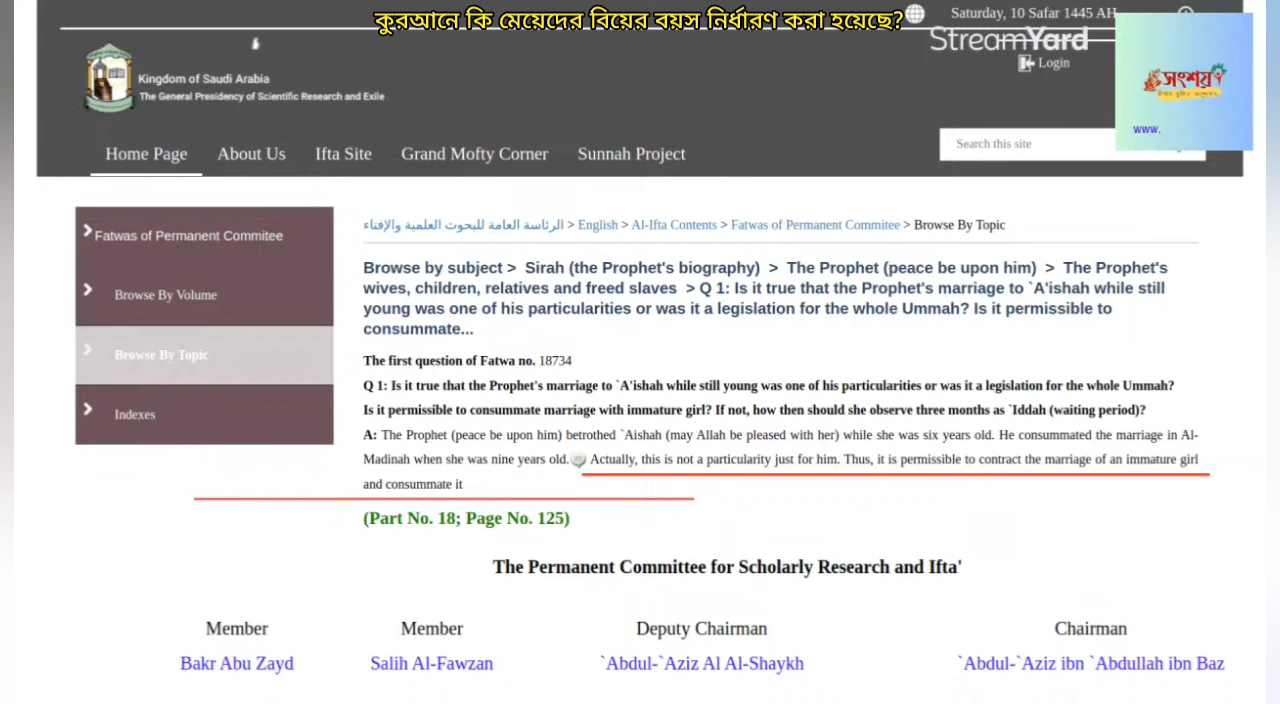 কুরআনে কি মেয়েদের বিয়ের বয়স নির্ধারণ করা হয়েছে?
Saturday, 10 Safar 1445 AH
StreamYard
Login
সংশয়
www.
Kingdom of Saudi Arabia
The General Presidency of Scientific Research and Exile
Home Page About Us Ifta Site Grand Mofty Corner Sunnah Project
Search this site
Fatwas of Permanent Commitee
Browse By Volume
Browse By Topic
Indexes
الرئاسة العامة للبحوث العلمية والإفتاء > English > Al-Ifta Contents > Fatwas of Permanent Commitee > Browse By Topic
Browse by subject > Sirah (the Prophet's biography) > The Prophet (peace be upon him) > The Prophet's
wives, children, relatives and freed slaves > Q 1: Is it true that the Prophet's marriage to `A'ishah while still
young was one of his particularities or was it a legislation for the whole Ummah? Is it permissible to
consummate...
The first question of Fatwa no. 18734
Q 1: Is it true that the Prophet's marriage to `A'ishah while still young was one of his particularities or was it a legislation for the whole Ummah?
Is it permissible to consummate marriage with immature girl? If not, how then should she observe three months as `Iddah (waiting period)?
A: The Prophet (peace be upon him) betrothed `Aishah (may Allah be pleased with her) while she was six years old. He consummated the marriage in Al-
Madinah when she was nine years old. Actually, this is not a particularity just for him. Thus, it is permissible to contract the marriage of an immature girl
and consummate it
(Part No. 18; Page No. 125)
The Permanent Committee for Scholarly Research and Ifta'
Member Member Deputy Chairman Chairman
Bakr Abu Zayd Salih Al-Fawzan `Abdul-`Aziz Al Al-Shaykh `Abdul-`Aziz ibn `Abdullah ibn Baz